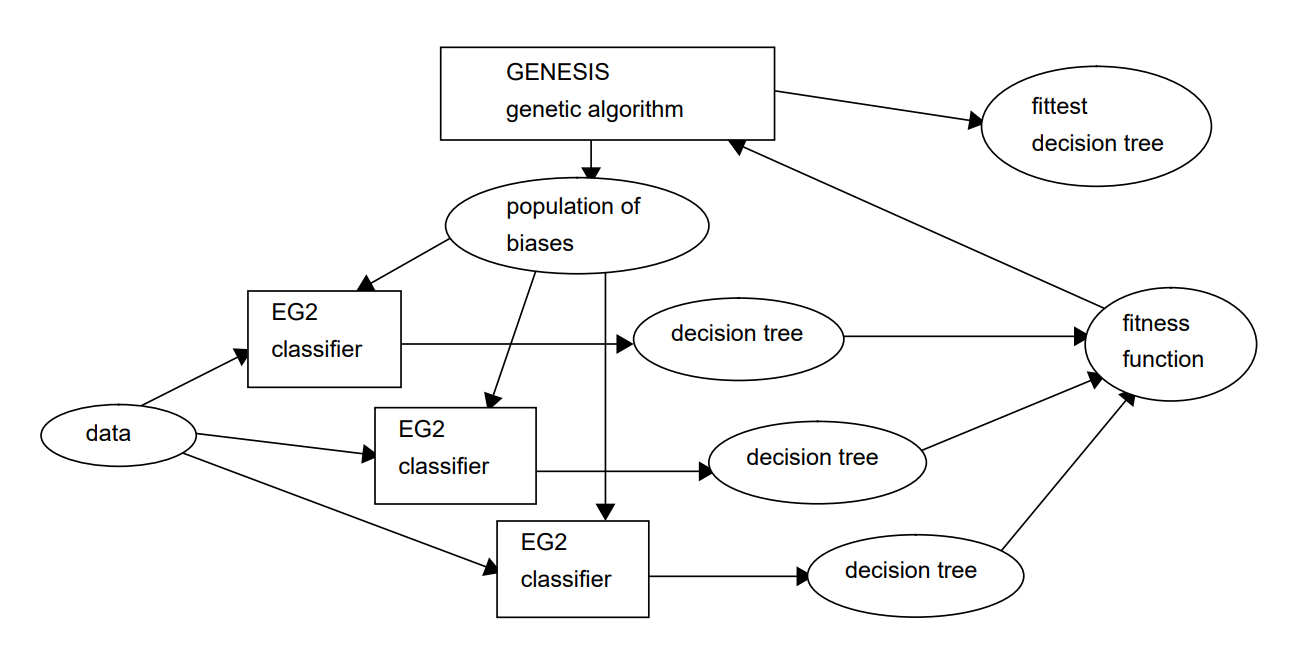 GENESIS
genetic algorithm
fittest
decision tree
population of
biases
EG2
classifier
decision tree
fitness
function
data
EG2
classifier
decision tree
EG2
classifier
decision tree